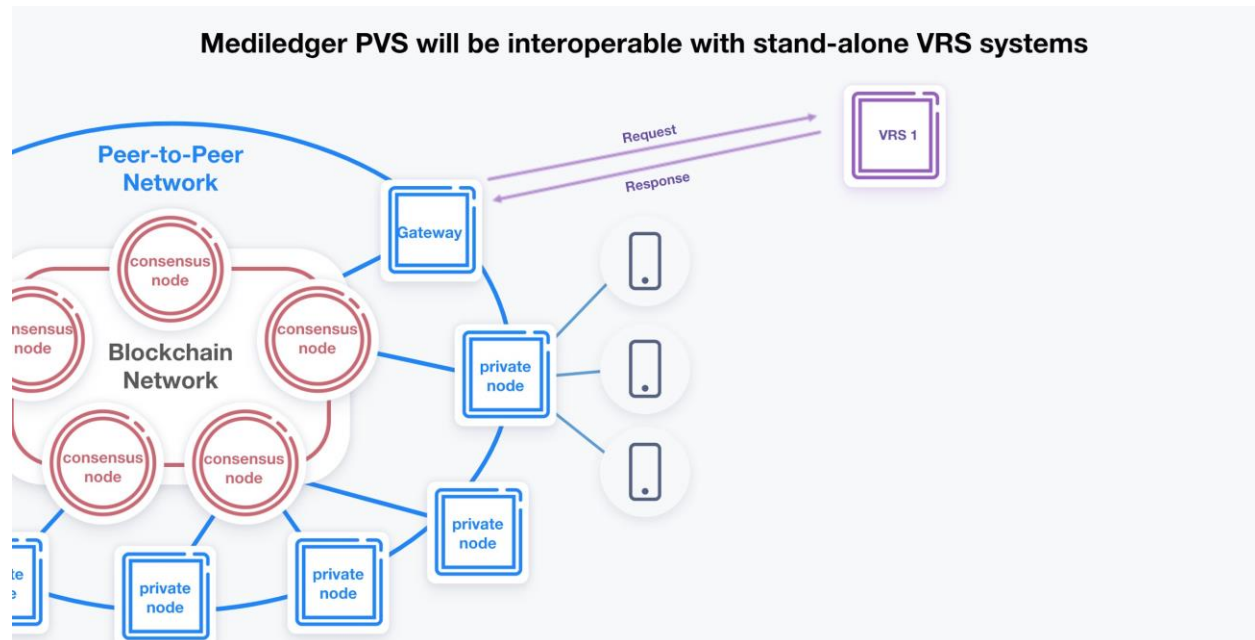 Mediledger PVS will be interoperable with stand-alone VRS systems
Peer-to-Peer
Network
Request
Response
VRS 1
Gateway
consensus
node
nsensus
node
consensus
node
Blockchain
Network
private
node
consensus
node
consensus
node
private
node
te
e
private
node
private
node